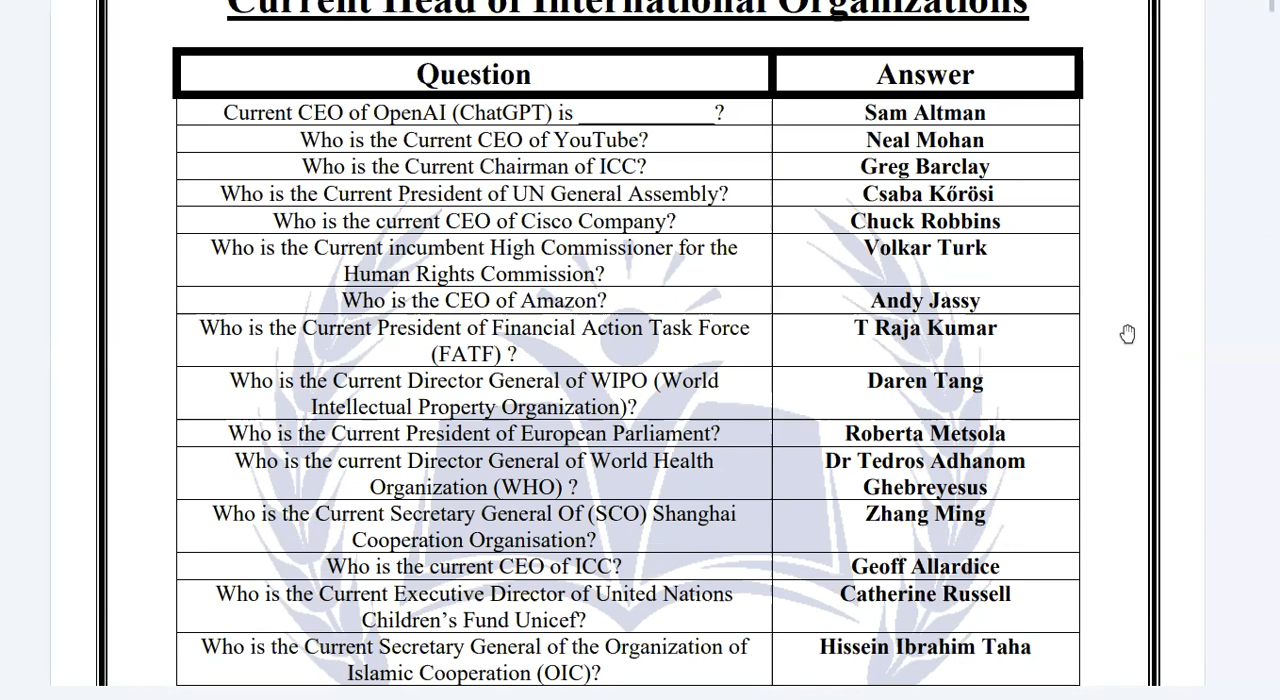 Current Head of International Organizations
Question
Answer
Current CEO of OpenAI (ChatGPT) is ____________?
Sam Altman
Who is the Current CEO of YouTube?
Neal Mohan
Who is the Current Chairman of ICC?
Greg Barclay
Who is the Current President of UN General Assembly?
Csaba Kőrösi
Who is the current CEO of Cisco Company?
Chuck Robbins
Who is the Current incumbent High Commissioner for the
Human Rights Commission?
Volkar Turk
Who is the CEO of Amazon?
Andy Jassy
Who is the Current President of Financial Action Task Force
(FATF) ?
T Raja Kumar
Who is the Current Director General of WIPO (World
Intellectual Property Organization)?
Daren Tang
Who is the Current President of European Parliament?
Roberta Metsola
Who is the current Director General of World Health
Organization (WHO) ?
Dr Tedros Adhanom
Ghebreyesus
Who is the Current Secretary General Of (SCO) Shanghai
Cooperation Organisation?
Zhang Ming
Who is the current CEO of ICC?
Geoff Allardice
Who is the Current Executive Director of United Nations
Children's Fund Unicef?
Catherine Russell
Who is the Current Secretary General of the Organization of
Islamic Cooperation (OIC)?
Hissein Ibrahim Taha